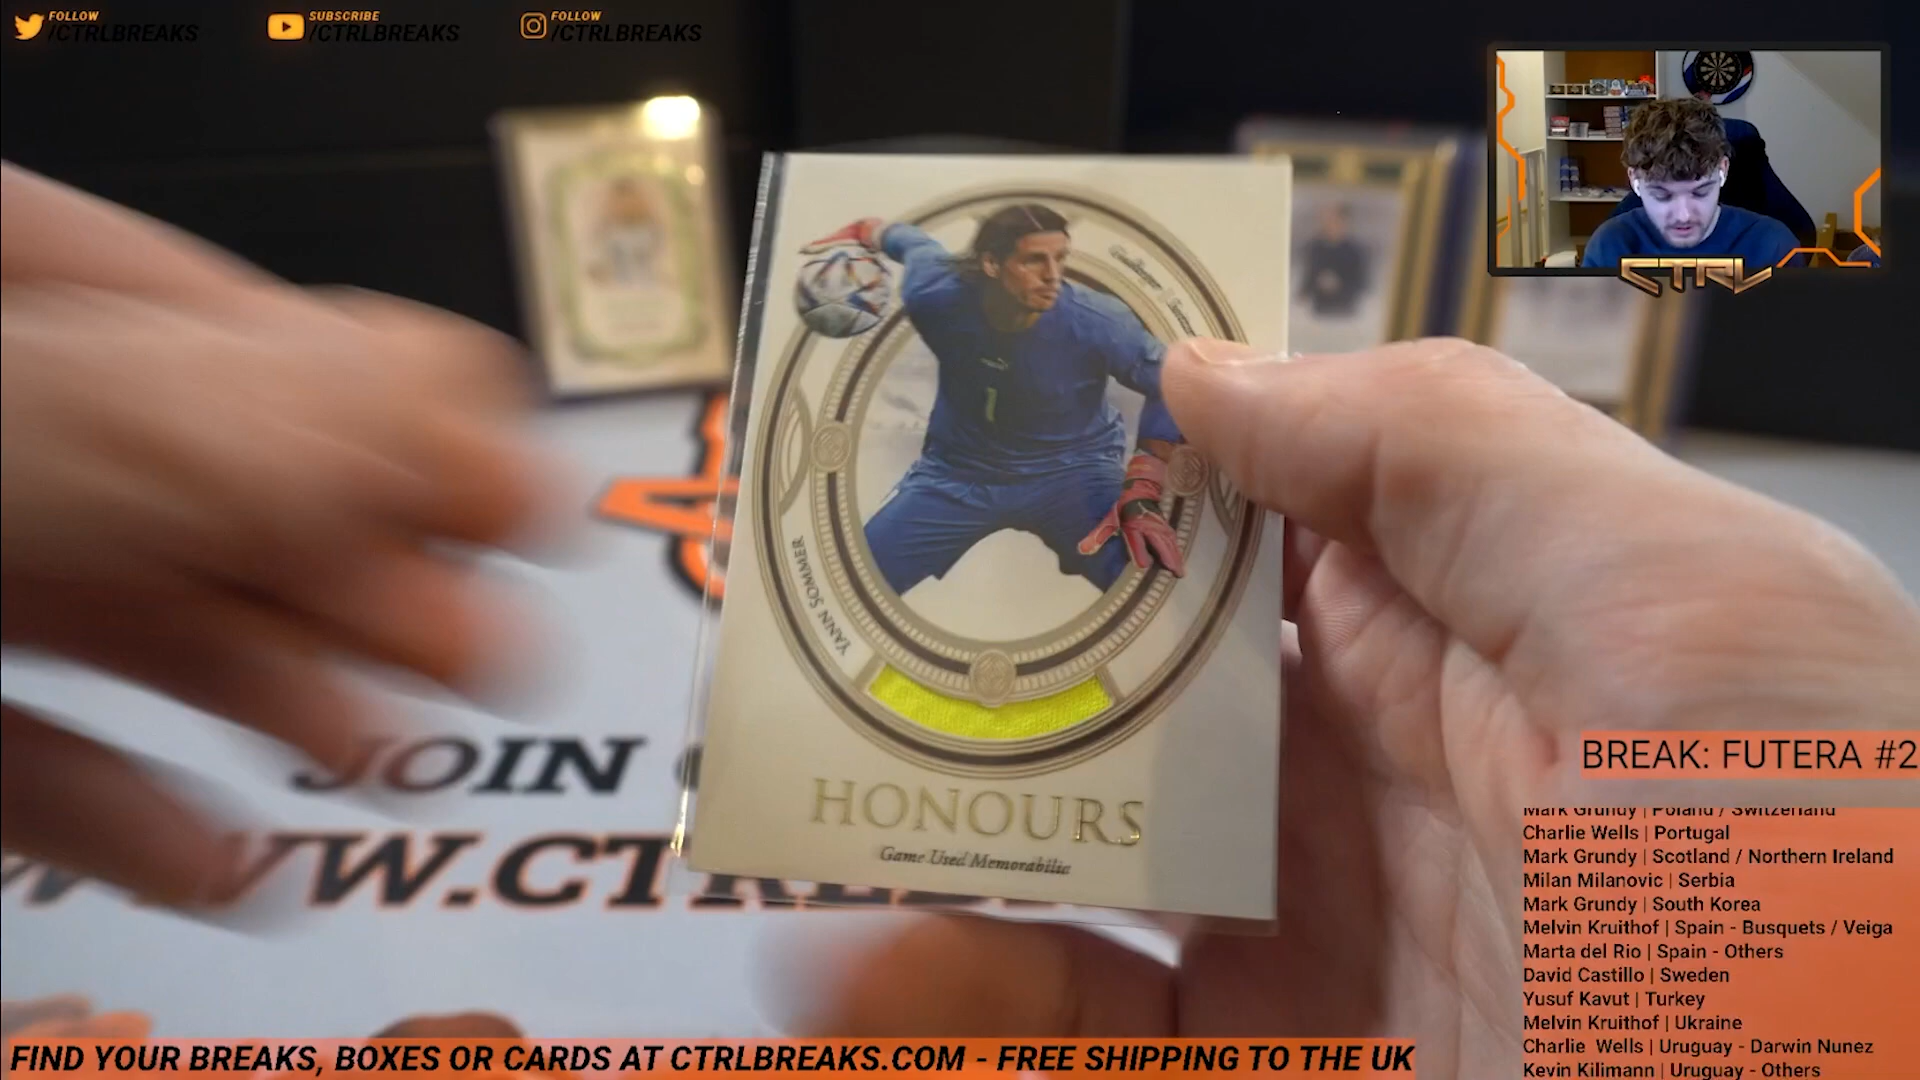 FOLLOW
/CTRLBREAKS
SUBSCRIBE
/CTRLBREAKS
FOLLOW
/CTRLBREAKS
CTRL
1
YANN SOMMER
HONOURS
Game Used Memorabilia
JOIN
WWW.CTRL
BREAK: FUTERA #2
Mark Grundy | Poland / Switzerland
Charlie Wells | Portugal
Mark Grundy | Scotland / Northern Ireland
Milan Milanovic | Serbia
Mark Grundy | South Korea
Melvin Kruithof | Spain - Busquets / Veiga
Marta del Rio | Spain - Others
David Castillo | Sweden
Yusuf Kavut | Turkey
Melvin Kruithof | Ukraine
Charlie Wells | Uruguay - Darwin Nunez
Kevin Kilimann | Uruguay - Others
FIND YOUR BREAKS, BOXES OR CARDS AT CTRLBREAKS.COM - FREE SHIPPING TO THE UK